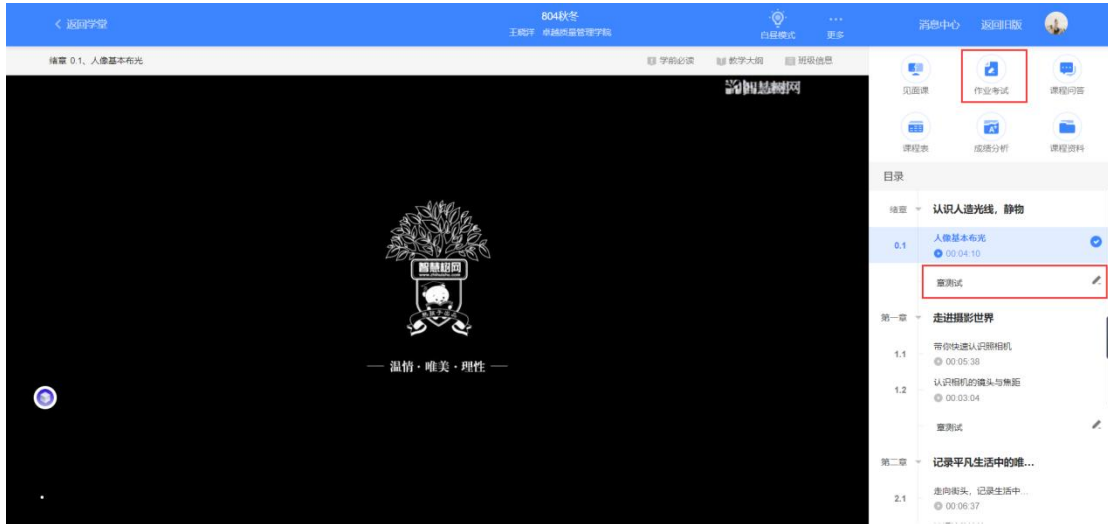 < 返回学堂
804秋冬
王晓洋 卓越质量管理学院
白昼模式
更多
消息中心
返回旧版
绪章 0.1、人像基本布光
学前必读
教学大纲
班级信息
智慧树网
智慧树网
温情·唯美·理性
见面课
作业考试
课程问答
课程表
成绩分析
课程资料
目录
绪章 认识人造光线，静物
0.1 人像基本布光
00:04:10
章测试
第一章 走进摄影世界
1.1 带你快速认识照相机
00:05:38
1.2 认识相机的镜头与焦距
00:03:04
章测试
第二章 记录平凡生活中的唯...
2.1 走向街头，记录生活中...
00:06:37